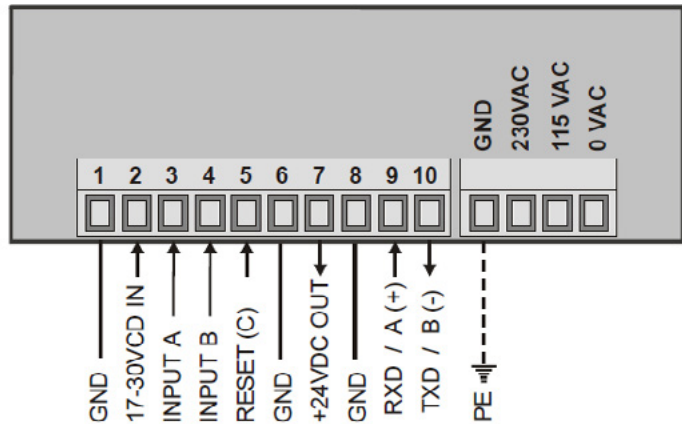 GND
230VAC
115 VAC
0 VAC
1 2 3 4 5 6 7 8 9 10
GND
17-30VCD IN
INPUT A
INPUT B
RESET (C)
GND
+24VDC OUT
GND
RXD / A (+)
TXD / B (-)
PE